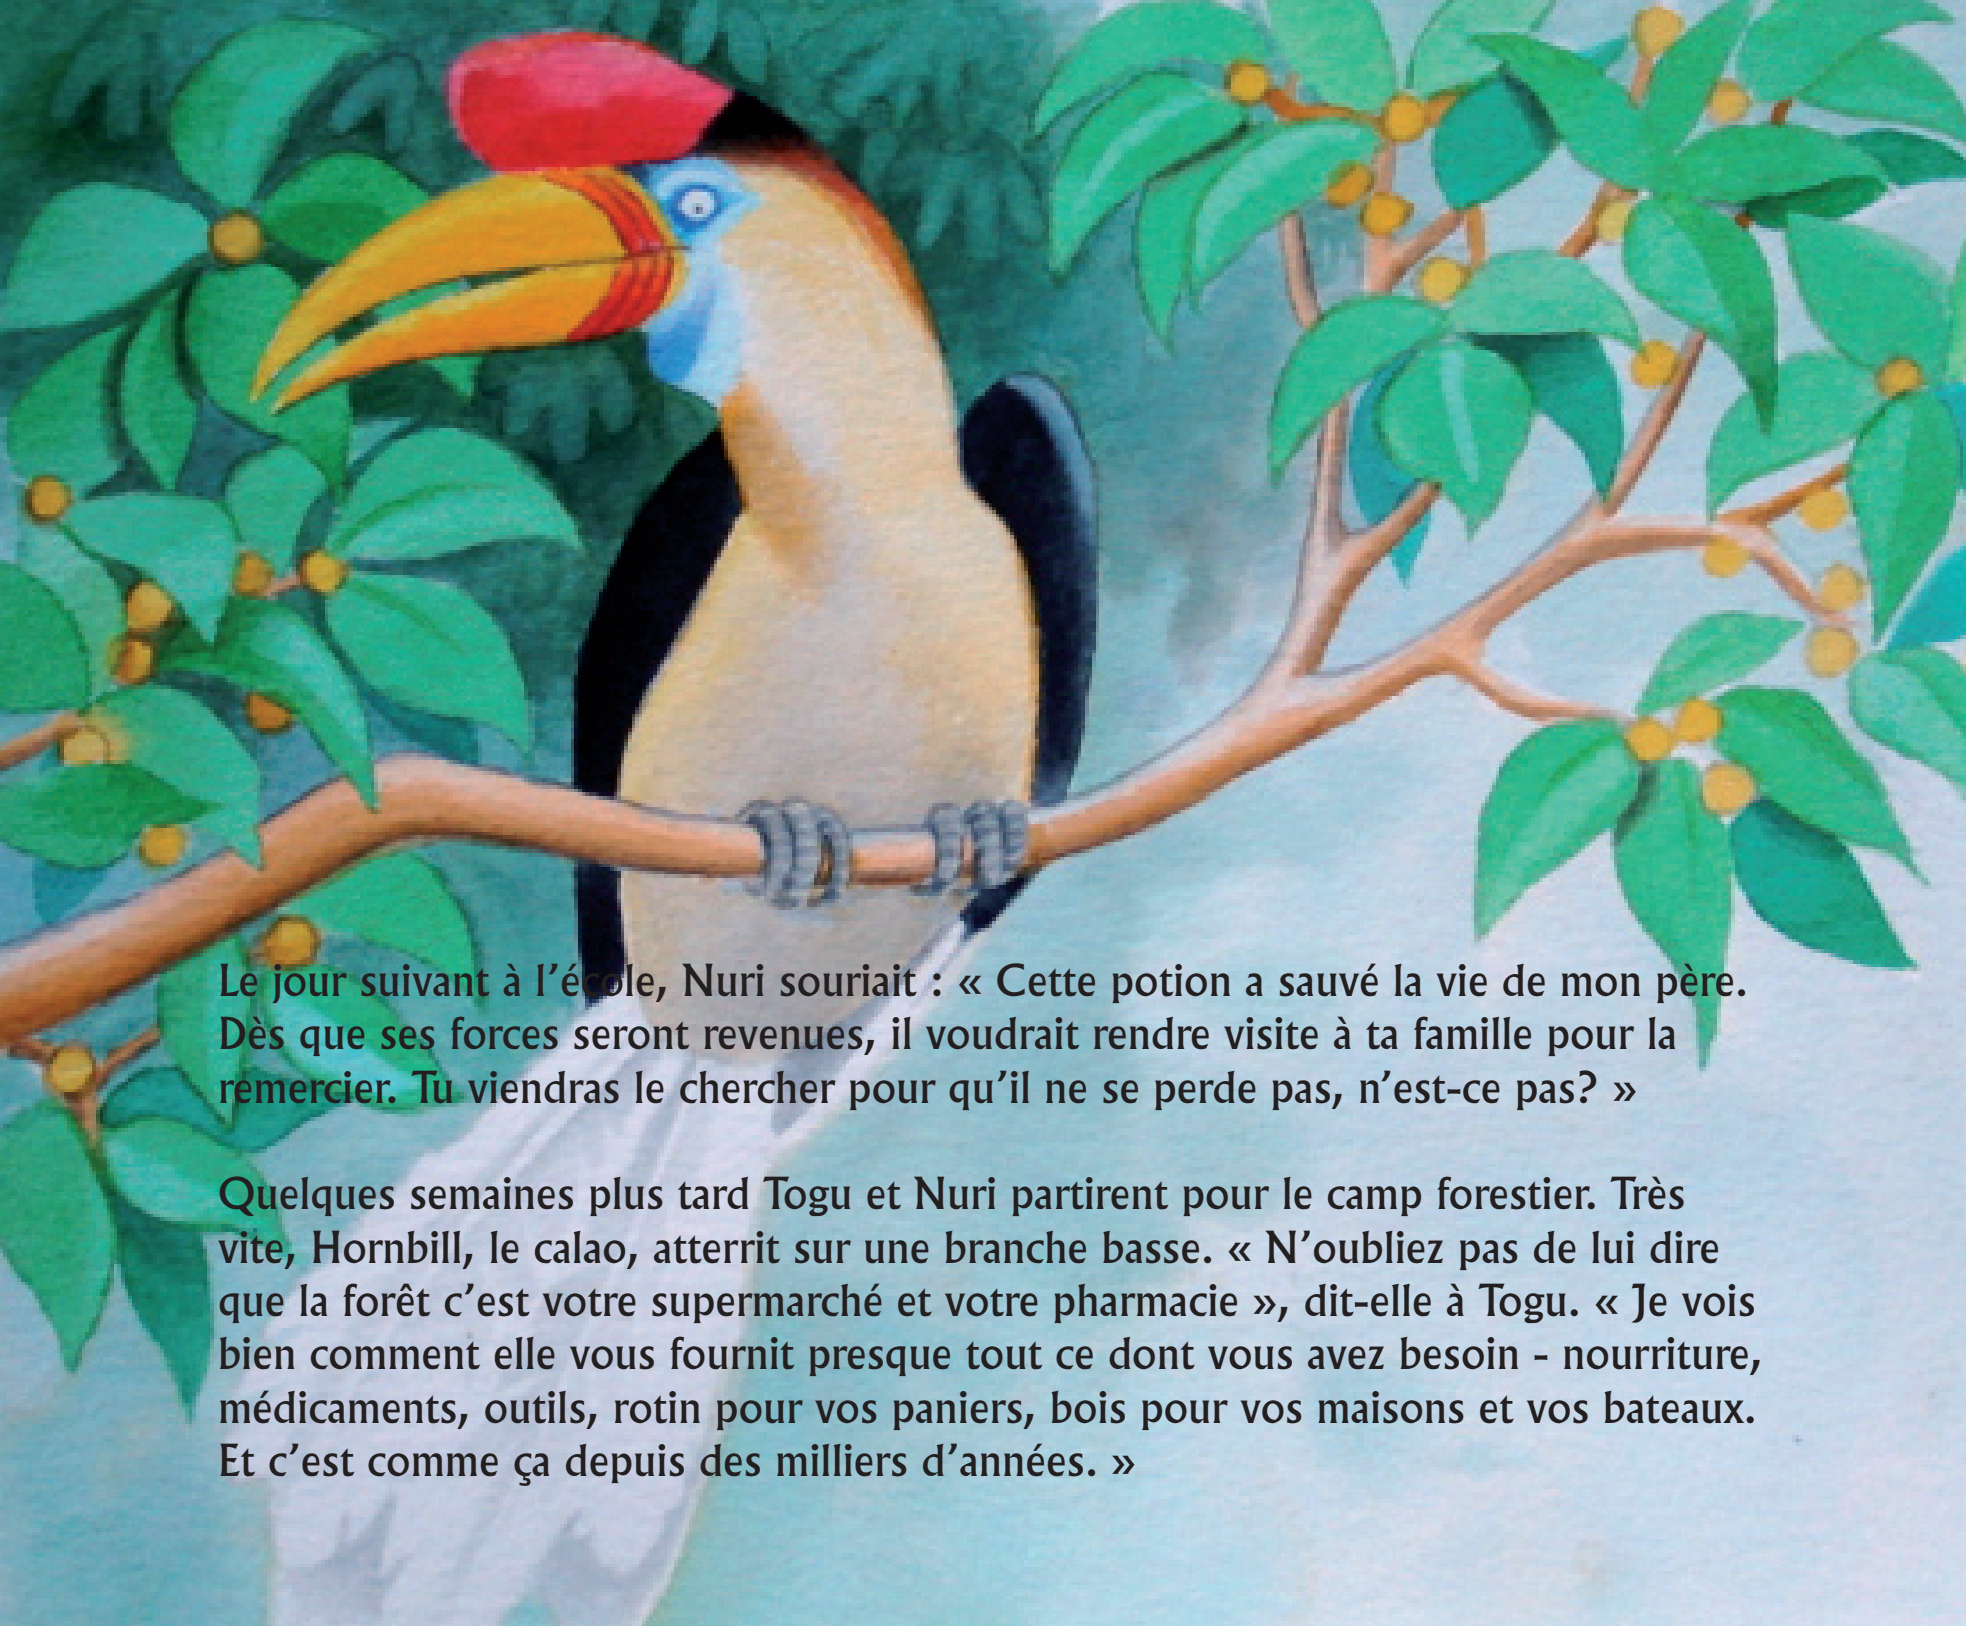 Le jour suivant à l’école, Nuri souriait : « Cette potion a sauvé la vie de mon père.
Dès que ses forces seront revenues, il voudrait rendre visite à ta famille pour la
remercier. Tu viendras le chercher pour qu’il ne se perde pas, n’est-ce pas? »
Quelques semaines plus tard Togu et Nuri partirent pour le camp forestier. Très
vite, Hornbill, le calao, atterrit sur une branche basse. « N’oubliez pas de lui dire
que la forêt c’est votre supermarché et votre pharmacie », dit-elle à Togu. « Je vois
bien comment elle vous fournit presque tout ce dont vous avez besoin - nourriture,
médicaments, outils, rotin pour vos paniers, bois pour vos maisons et vos bateaux.
Et c’est comme ça depuis des milliers d’années. »